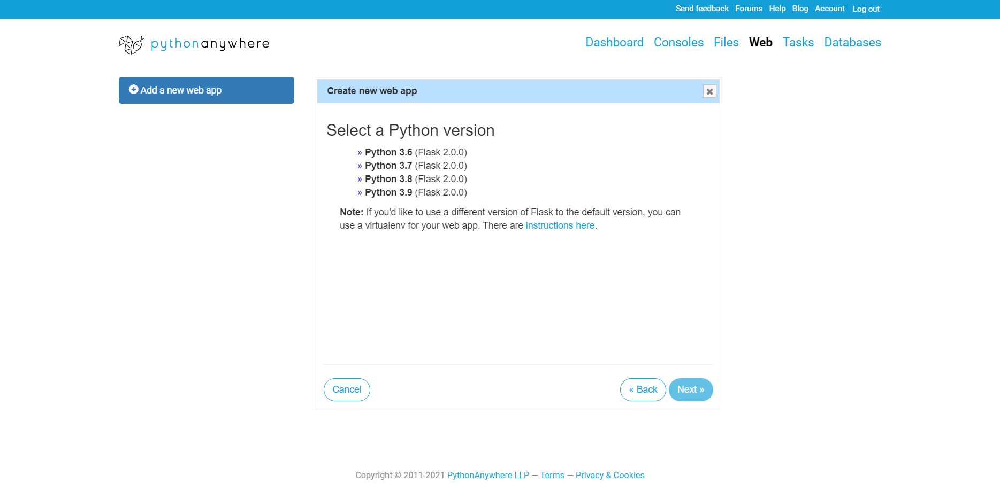 Send feedback Forums Help Blog Account Log out
pythonanywhere
Dashboard Consoles Files Web Tasks Databases
Add a new web app
Create new web app
Select a Python version
» Python 3.6 (Flask 2.0.0)
» Python 3.7 (Flask 2.0.0)
» Python 3.8 (Flask 2.0.0)
» Python 3.9 (Flask 2.0.0)
Note: If you'd like to use a different version of Flask to the default version, you can
use a virtualenv for your web app. There are instructions here.
Cancel
« Back
Next »
Copyright © 2011-2021 PythonAnywhere LLP — Terms — Privacy & Cookies